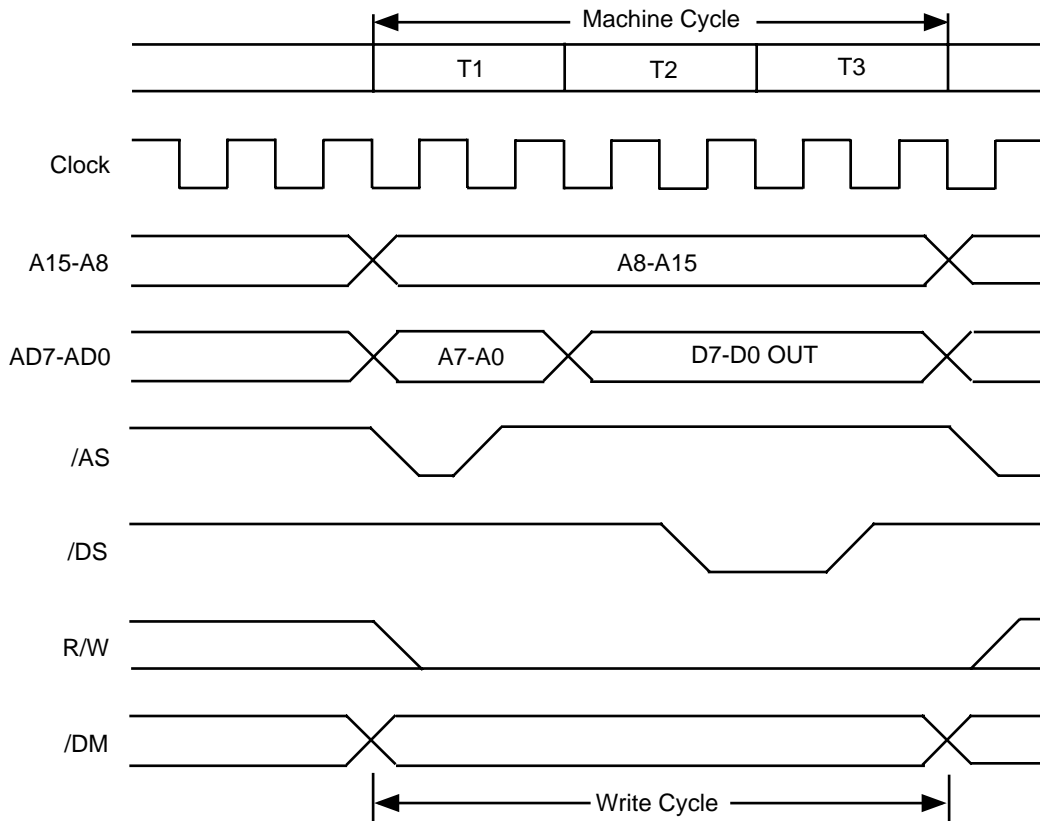 Machine Cycle
T1 T2 T3
Clock
A15-A8 A8-A15
AD7-AD0 A7-A0 D7-D0 OUT
/AS
/DS
R/W
/DM
Write Cycle